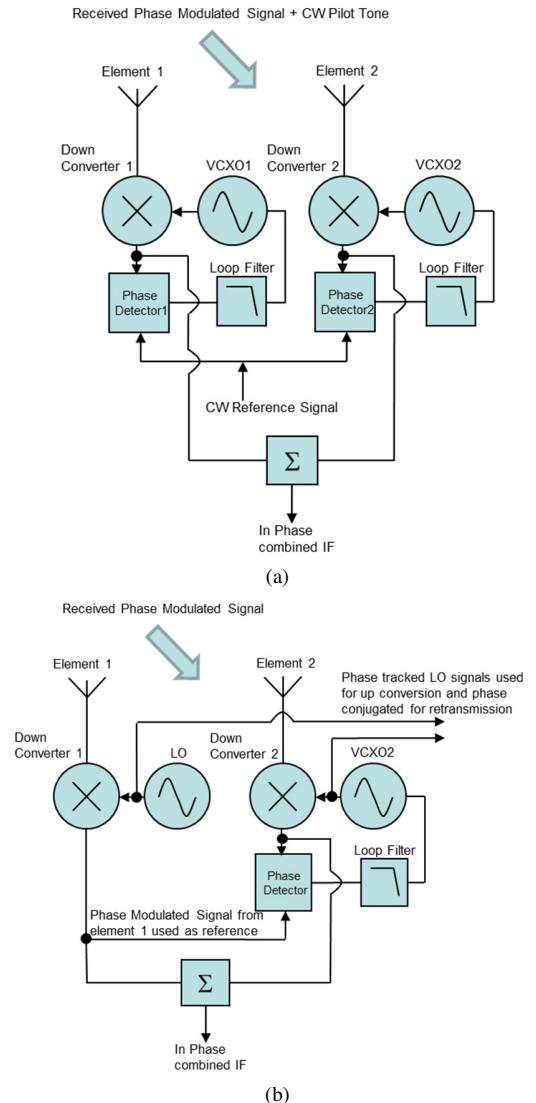 Received Phase Modulated Signal + CW Pilot Tone
Element 1
Element 2
Down
Converter 1
VCXO1
Down
Converter 2
VCXO2
Phase
Detector1
Loop Filter
Phase
Detector2
Loop Filter
CW Reference Signal
Σ
In Phase
combined IF
(a)
Received Phase Modulated Signal
Element 1
Element 2
Phase tracked LO signals used
for up conversion and phase
conjugated for retransmission
Down
Converter 1
LO
Down
Converter 2
VCXO2
Phase
Detector
Loop Filter
Phase Modulated Signal from
element 1 used as reference
Σ
In Phase
combined IF
(b)